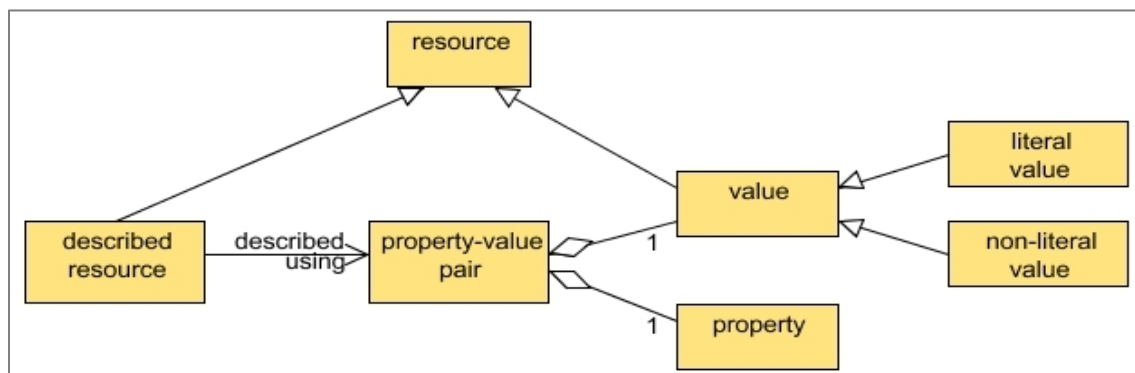 resource
literal
value
value
1
described
resource
described
using
property-value
pair
non-literal
value
1
property